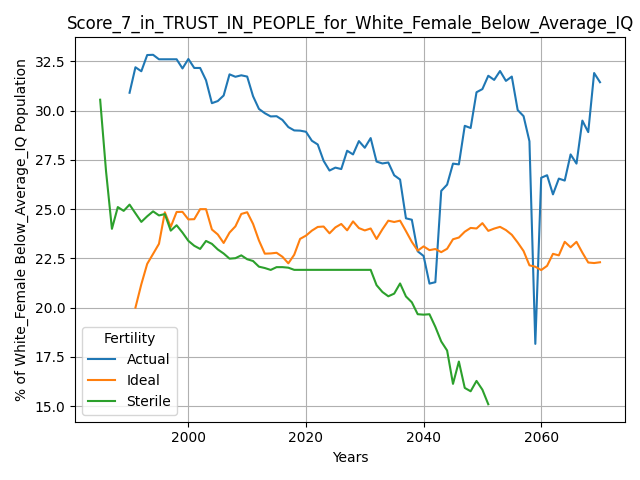 Score_7_in_TRUST_IN_PEOPLE_for_White_Female_Below_Average_IQ
% of White_Female Below_Average_IQ Population
32.5
30.0
27.5
25.0
22.5
20.0
17.5
15.0
Fertility
Actual
Ideal
Sterile
2000
2020
2040
2060
Years